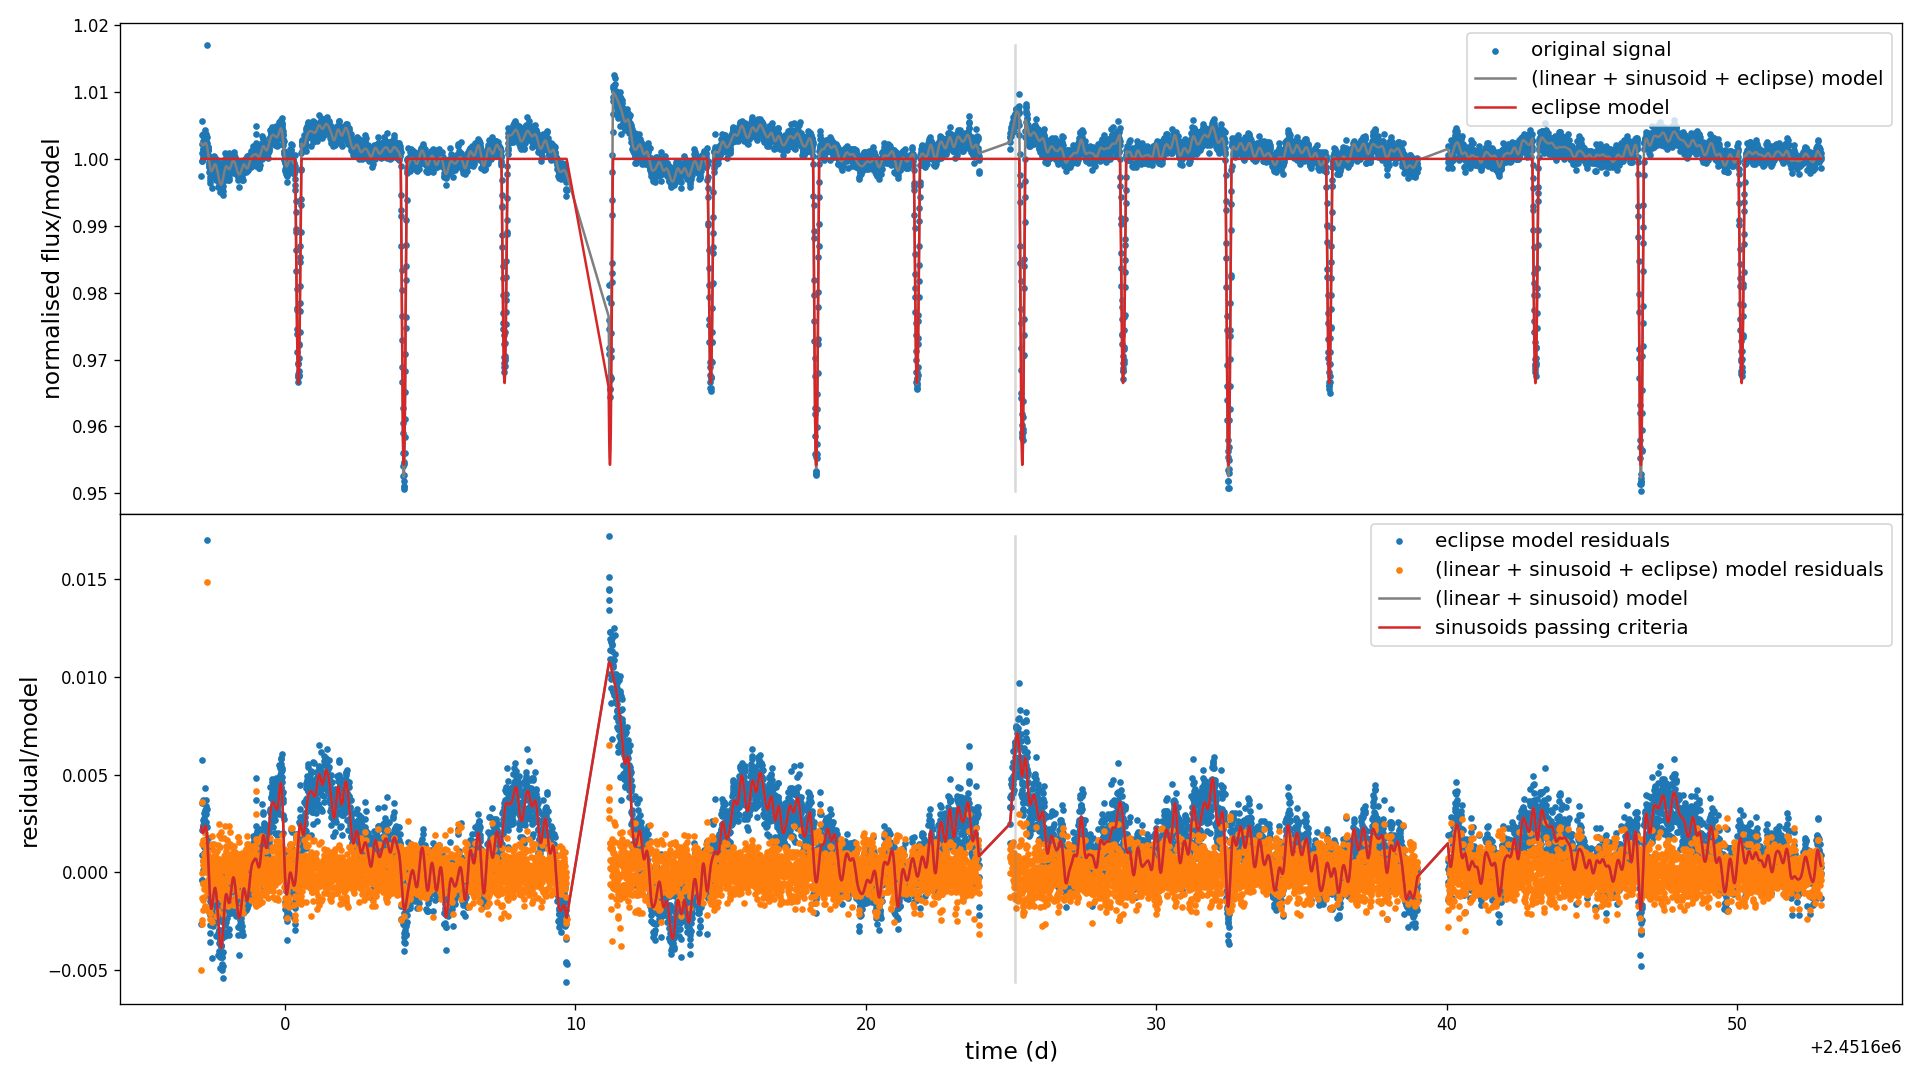 1.02
1.01
1.00
0.99
0.98
0.97
0.96
0.95
normalised flux/model
original signal
(linear + sinusoid + eclipse) model
eclipse model
0.015
0.010
0.005
0.000
−0.005
residual/model
eclipse model residuals
(linear + sinusoid + eclipse) model residuals
(linear + sinusoid) model
sinusoids passing criteria
0 10 20 30 40 50
time (d)
+2.4516e6